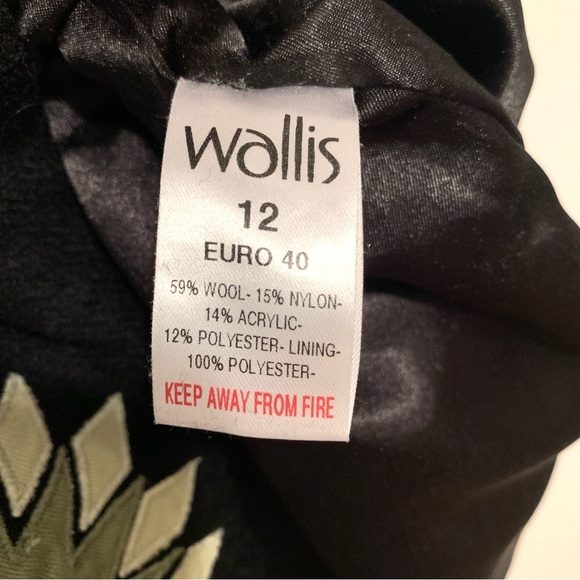 Wallis
12
EURO 40
59% WOOL- 15% NYLON-
14% ACRYLIC-
12% POLYESTER- LINING-
100% POLYESTER-
KEEP AWAY FROM FIRE